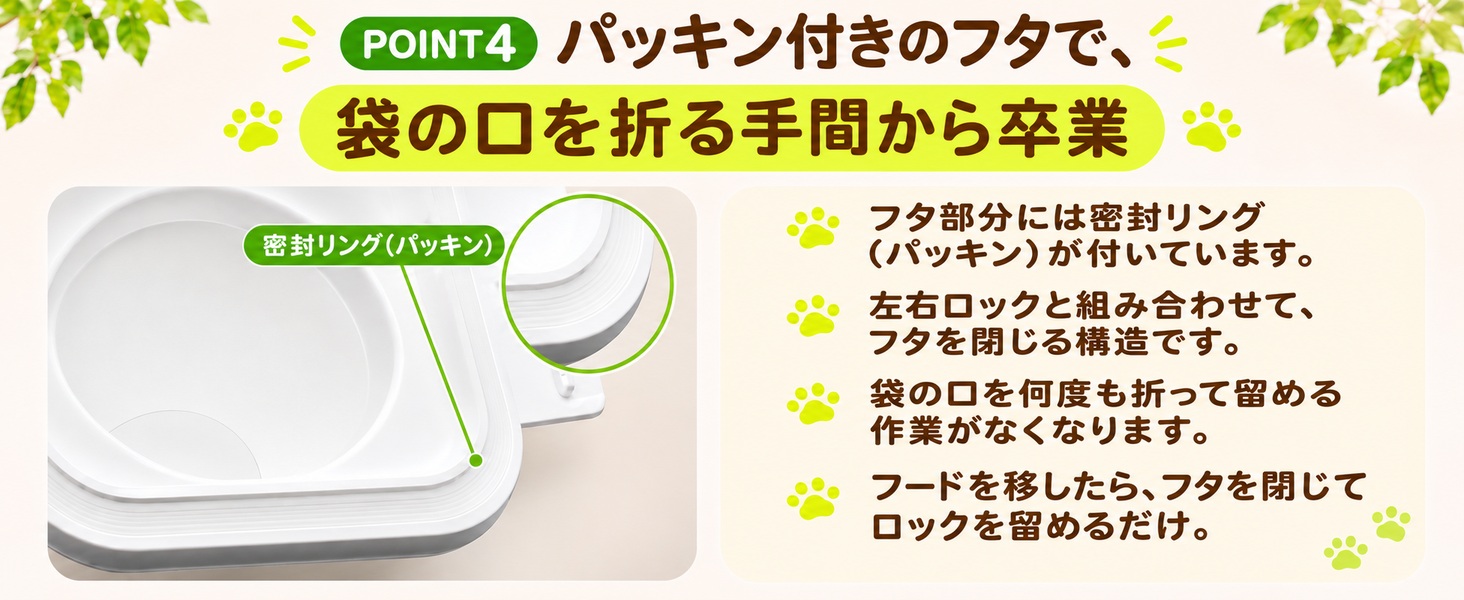 POINT4 パッキン付きのフタで、
袋の口を折る手間から卒業
密封リング(パッキン)
フタ部分には密封リング
(パッキン)が付いています。
左右ロックと組み合わせて、
フタを閉じる構造です。
袋の口を何度も折って留める
作業がなくなります。
フードを移したら、フタを閉じて
ロックを留めるだけ。